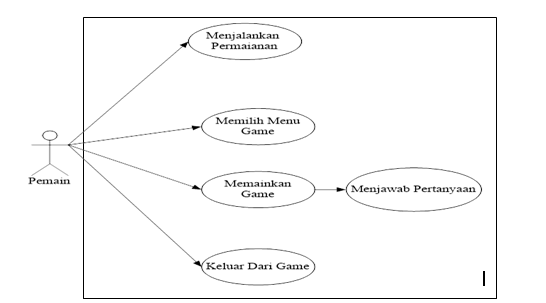 Menjalankan
Permaianan
Memilih Menu
Game
Pemain
Memainkan
Game
Menjawab Pertanyaan
Keluar Dari Game